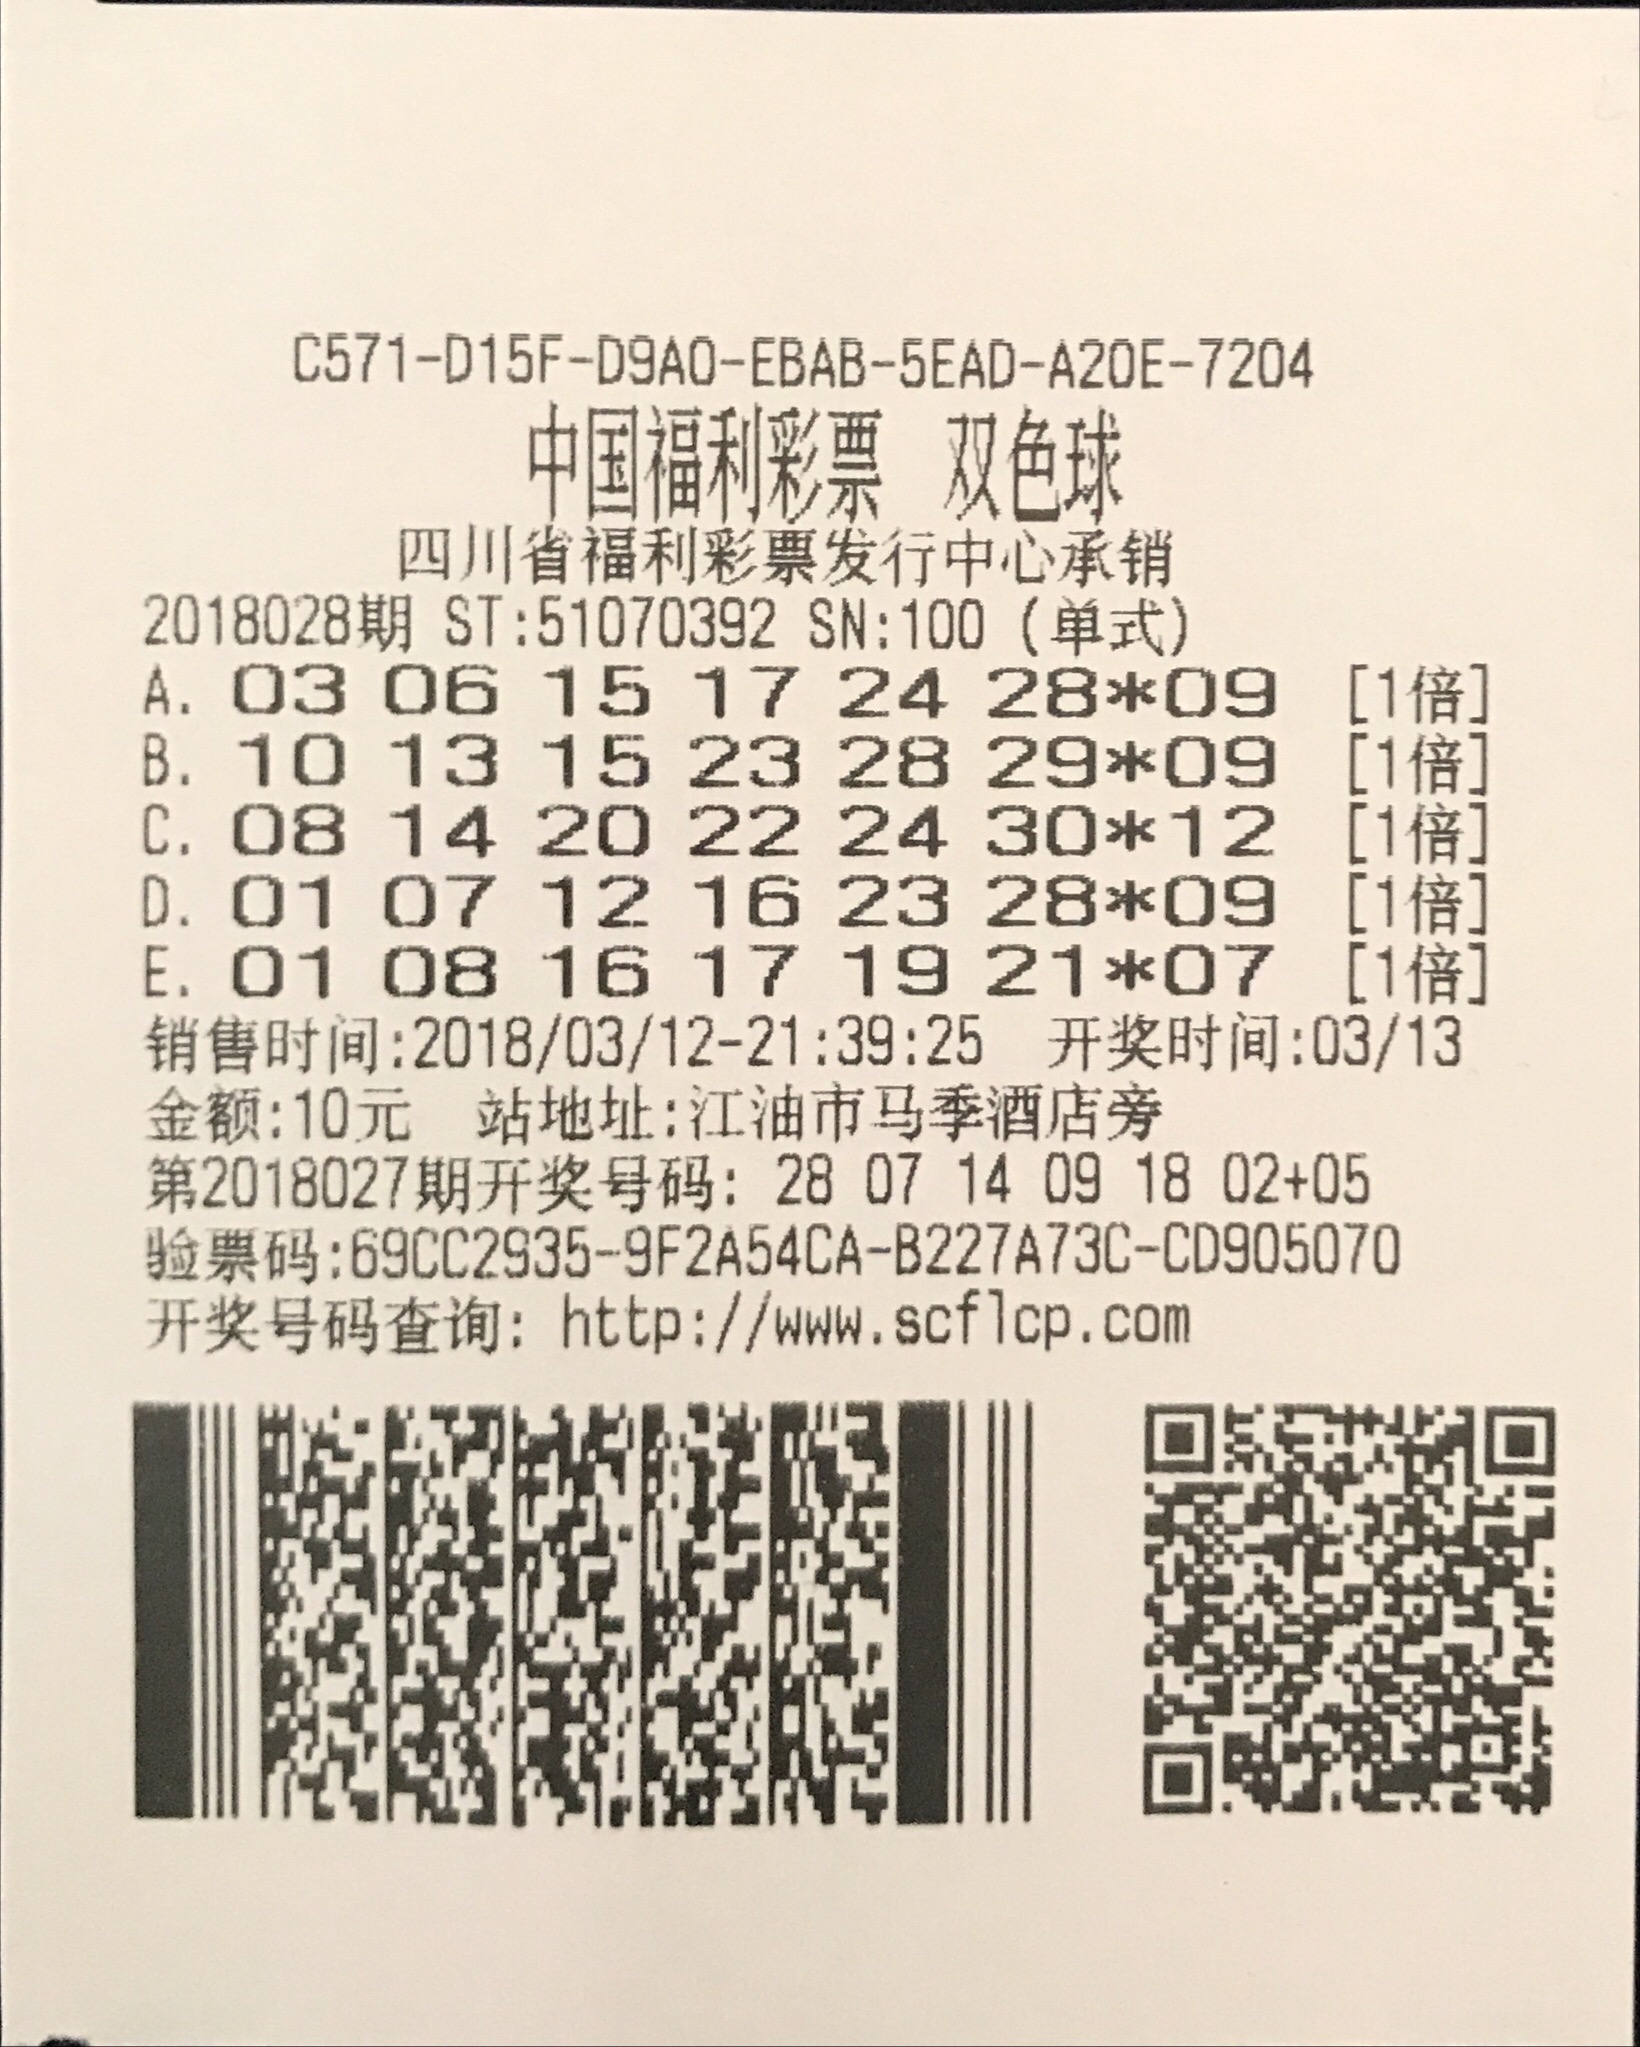 C571-D15F-D9A0-EBAB-5EAD-A20E-7204
中国福利彩票 双色球
四川省福利彩票发行中心承销
2018028期 ST:51070392 SN:100 (单式)
A. 03 06 15 17 24 28*09 [1倍]
B. 10 13 15 23 28 29*09 [1倍]
C. 08 14 20 22 24 30*12 [1倍]
D. 01 07 12 16 23 28*09 [1倍]
E. 01 08 16 17 19 21*07 [1倍]
销售时间:2018/03/12-21:39:25 开奖时间:03/13
金额:10元 站地址:江油市马季酒店旁
第2018027期开奖号码: 28 07 14 09 18 02+05
验票码:69CC2935-9F2A54CA-B227A73C-CD905070
开奖号码查询: http://www.scflcp.com